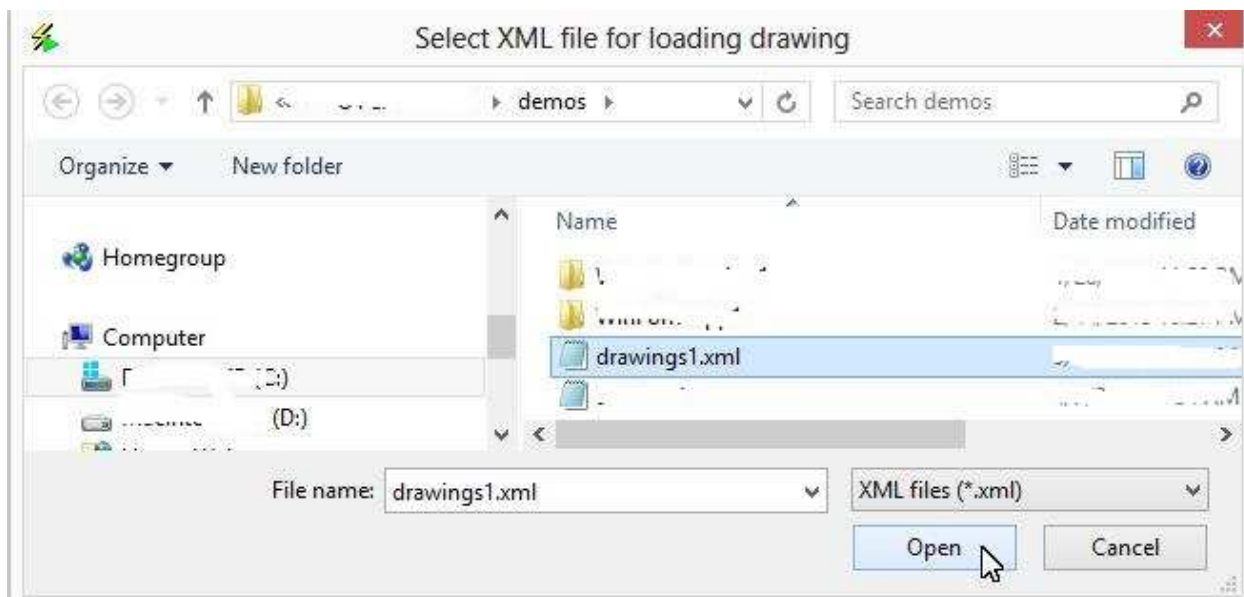 Select XML file for loading drawing
demos
Search demos
Organize
New folder
Name
Date modified
Homegroup
Computer
drawings1.xml
(D:)
File name:
drawings1.xml
XML files (*.xml)
Open
Cancel